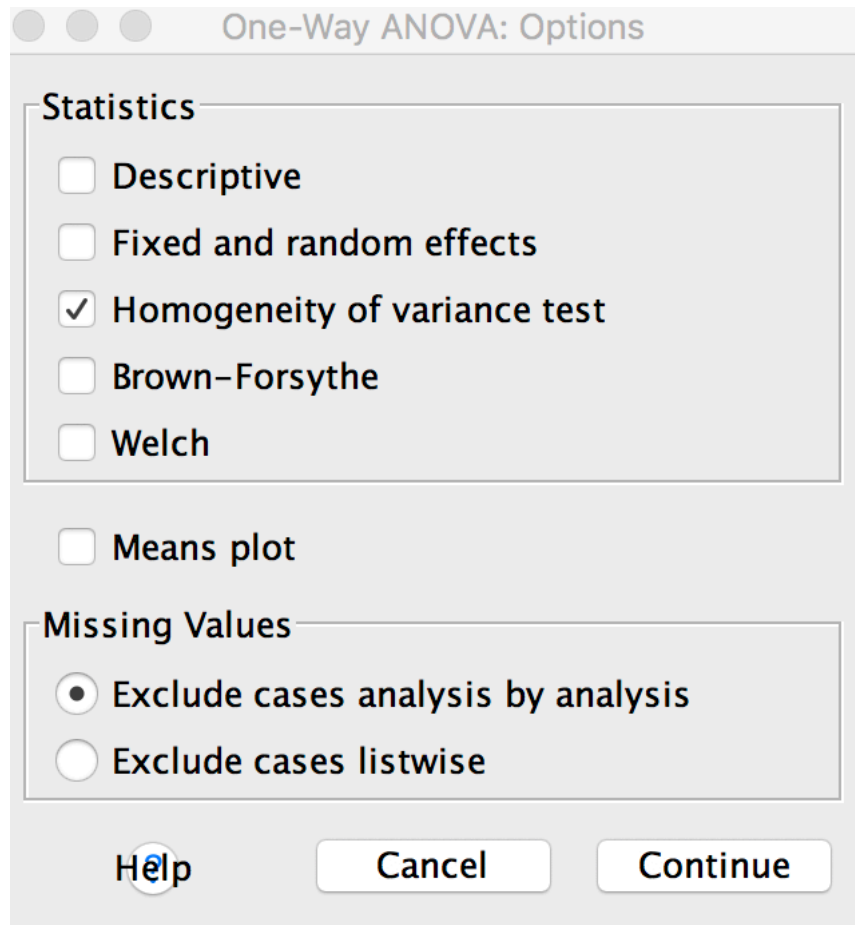 One-Way ANOVA: Options
Statistics
Descriptive
Fixed and random effects
Homogeneity of variance test
Brown-Forsythe
Welch
Means plot
Missing Values
Exclude cases analysis by analysis
Exclude cases listwise
Help ? Cancel Continue